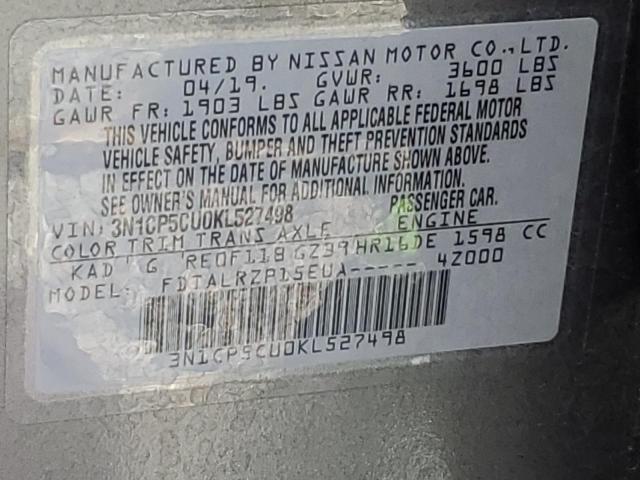 MANUFACTURED BY NISSAN MOTOR CO., LTD.
DATE: 04/19. GVWR: 3600 LBS
GAWR FR: 1903 LBS GAWR RR: 1698 LBS
THIS VEHICLE CONFORMS TO ALL APPLICABLE FEDERAL MOTOR
VEHICLE SAFETY, BUMPER AND THEFT PREVENTION STANDARDS
IN EFFECT ON THE DATE OF MANUFACTURE SHOWN ABOVE.
SEE OWNER'S MANUAL FOR ADDITIONAL INFORMATION.
VIN: 3N1CP5CU0KL527498 PASSENGER CAR.
COLOR TRIM TRANS AXLE ENGINE
KAD G RE0F11B GZ39 HR16DE 1598 CC
MODEL: FDTALRZP15EUA----- 4Z000
3N1CP5CU0KL527498